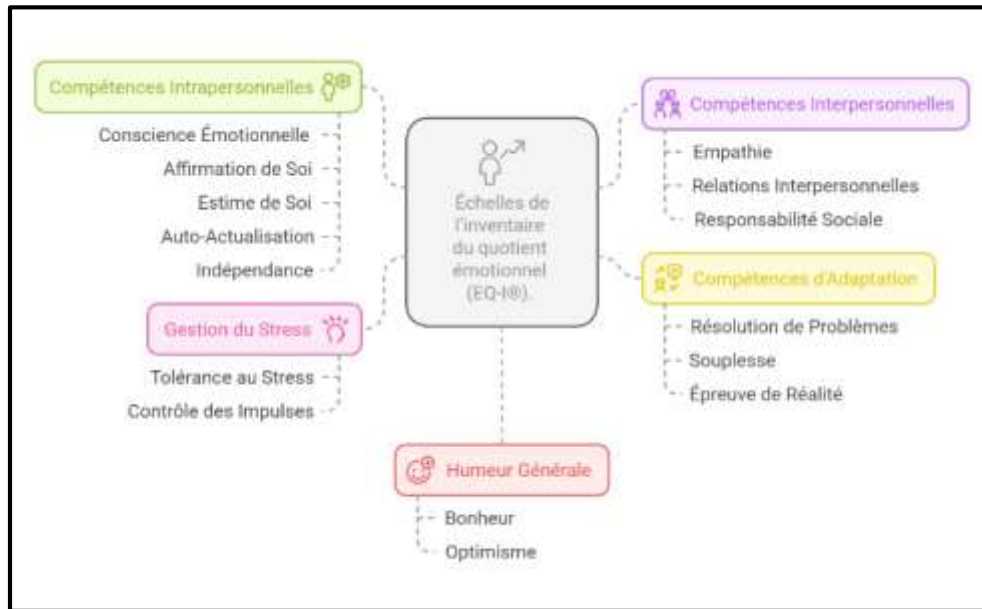 Échelles de
l'inventaire
du quotient
émotionnel
(EQ-I®).
Compétences Intrapersonnelles
Conscience Émotionnelle
Affirmation de Soi
Estime de Soi
Auto-Actualisation
Indépendance
Gestion du Stress
Tolérance au Stress
Contrôle des Impulses
Compétences Interpersonnelles
Empathie
Relations Interpersonnelles
Responsabilité Sociale
Compétences d'Adaptation
Résolution de Problèmes
Souplesse
Épreuve de Réalité
Humeur Générale
Bonheur
Optimisme